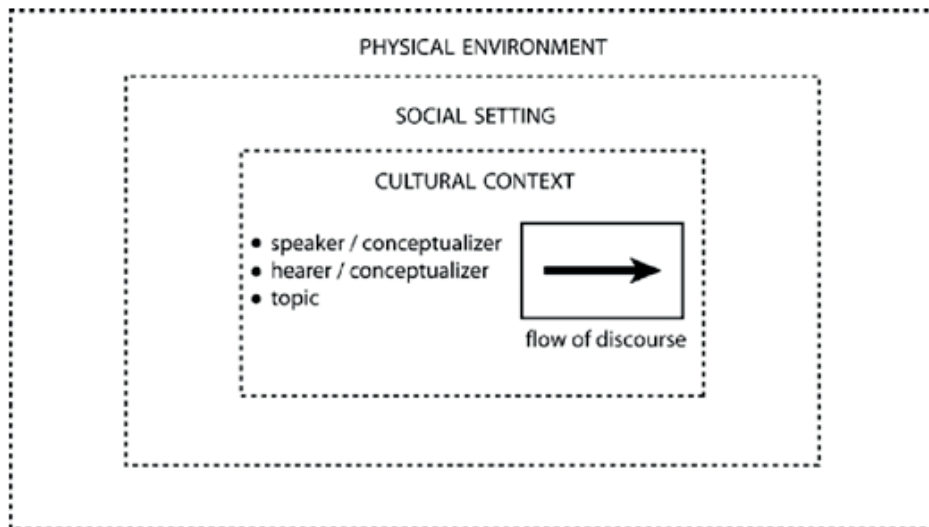 PHYSICAL ENVIRONMENT
SOCIAL SETTING
CULTURAL CONTEXT
• speaker / conceptualizer
• hearer / conceptualizer
• topic
flow of discourse